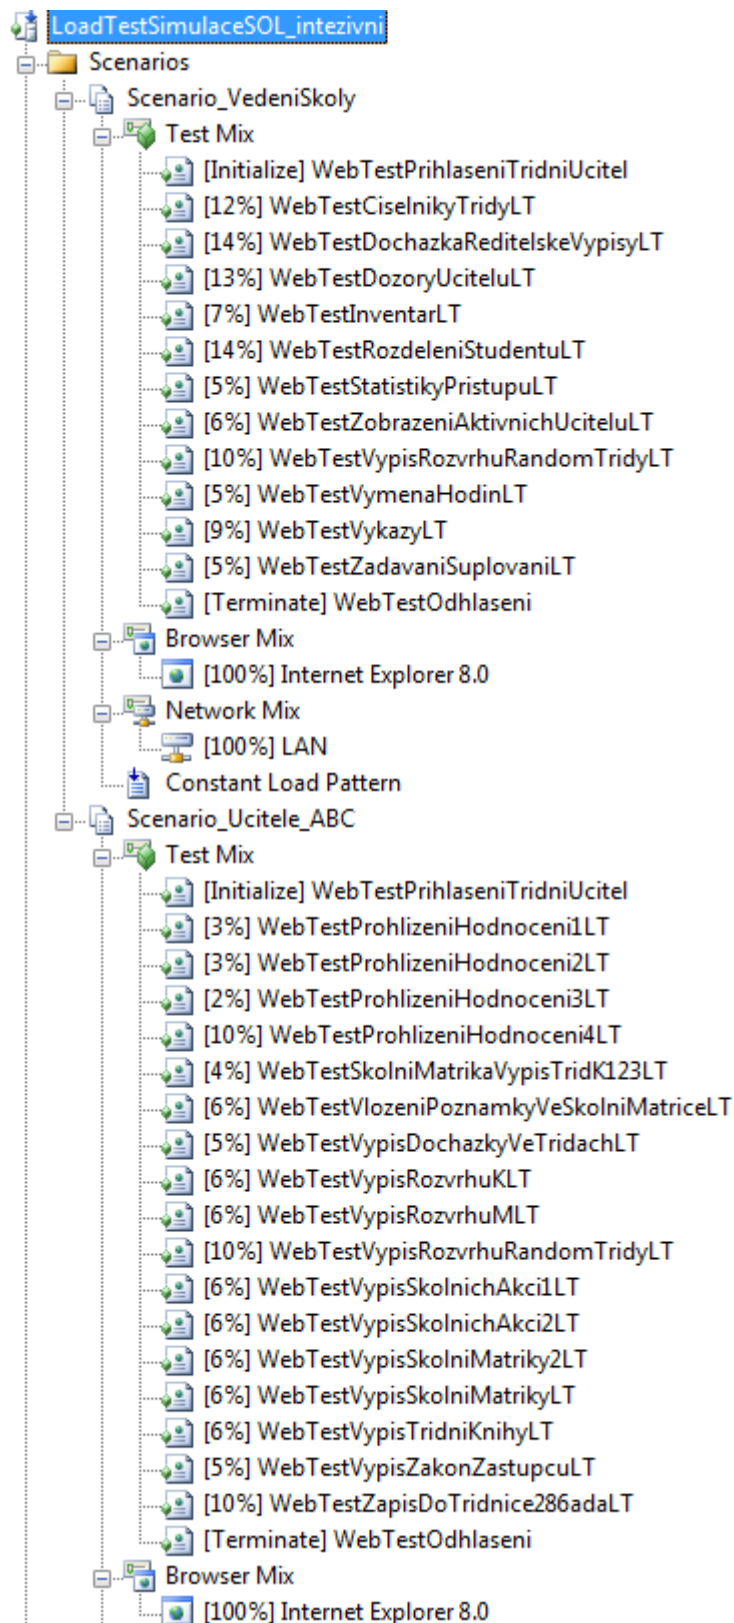 LoadTestSimulaceSOL_intezivni
Scenarios
Scenario_VedeniSkoly
Test Mix
[Initialize] WebTestPrihlaseniTridniUcitel
[12%] WebTestCiselnikyTridyLT
[14%] WebTestDochazkaReditelskeVypisyLT
[13%] WebTestDozoryUciteluLT
[7%] WebTestInventarLT
[14%] WebTestRozdeleniStudentuLT
[5%] WebTestStatistikyPristupuLT
[6%] WebTestZobrazeniAktivnichUciteluLT
[10%] WebTestVypisRozvrhuRandomTridyLT
[5%] WebTestVymenaHodinLT
[9%] WebTestVykazyLT
[5%] WebTestZadavaniSuplovaniLT
[Terminate] WebTestOdhlaseni
Browser Mix
[100%] Internet Explorer 8.0
Network Mix
[100%] LAN
Constant Load Pattern
Scenario_Ucitele_ABC
Test Mix
[Initialize] WebTestPrihlaseniTridniUcitel
[3%] WebTestProhlizeniHodnoceni1LT
[3%] WebTestProhlizeniHodnoceni2LT
[2%] WebTestProhlizeniHodnoceni3LT
[10%] WebTestProhlizeniHodnoceni4LT
[4%] WebTestSkolniMatrikaVypisTridK123LT
[6%] WebTestVlozeniPoznamkyVeSkolniMatriceLT
[5%] WebTestVypisDochazkyVeTridachLT
[6%] WebTestVypisRozvrhuKLT
[6%] WebTestVypisRozvrhuMLT
[10%] WebTestVypisRozvrhuRandomTridyLT
[6%] WebTestVypisSkolnichAkci1LT
[6%] WebTestVypisSkolnichAkci2LT
[6%] WebTestVypisSkolniMatriky2LT
[6%] WebTestVypisSkolniMatrikyLT
[6%] WebTestVypisTridniKnihyLT
[5%] WebTestVypisZakonZastupcuLT
[10%] WebTestZapisDoTridnice286adaLT
[Terminate] WebTestOdhlaseni
Browser Mix
[100%] Internet Explorer 8.0